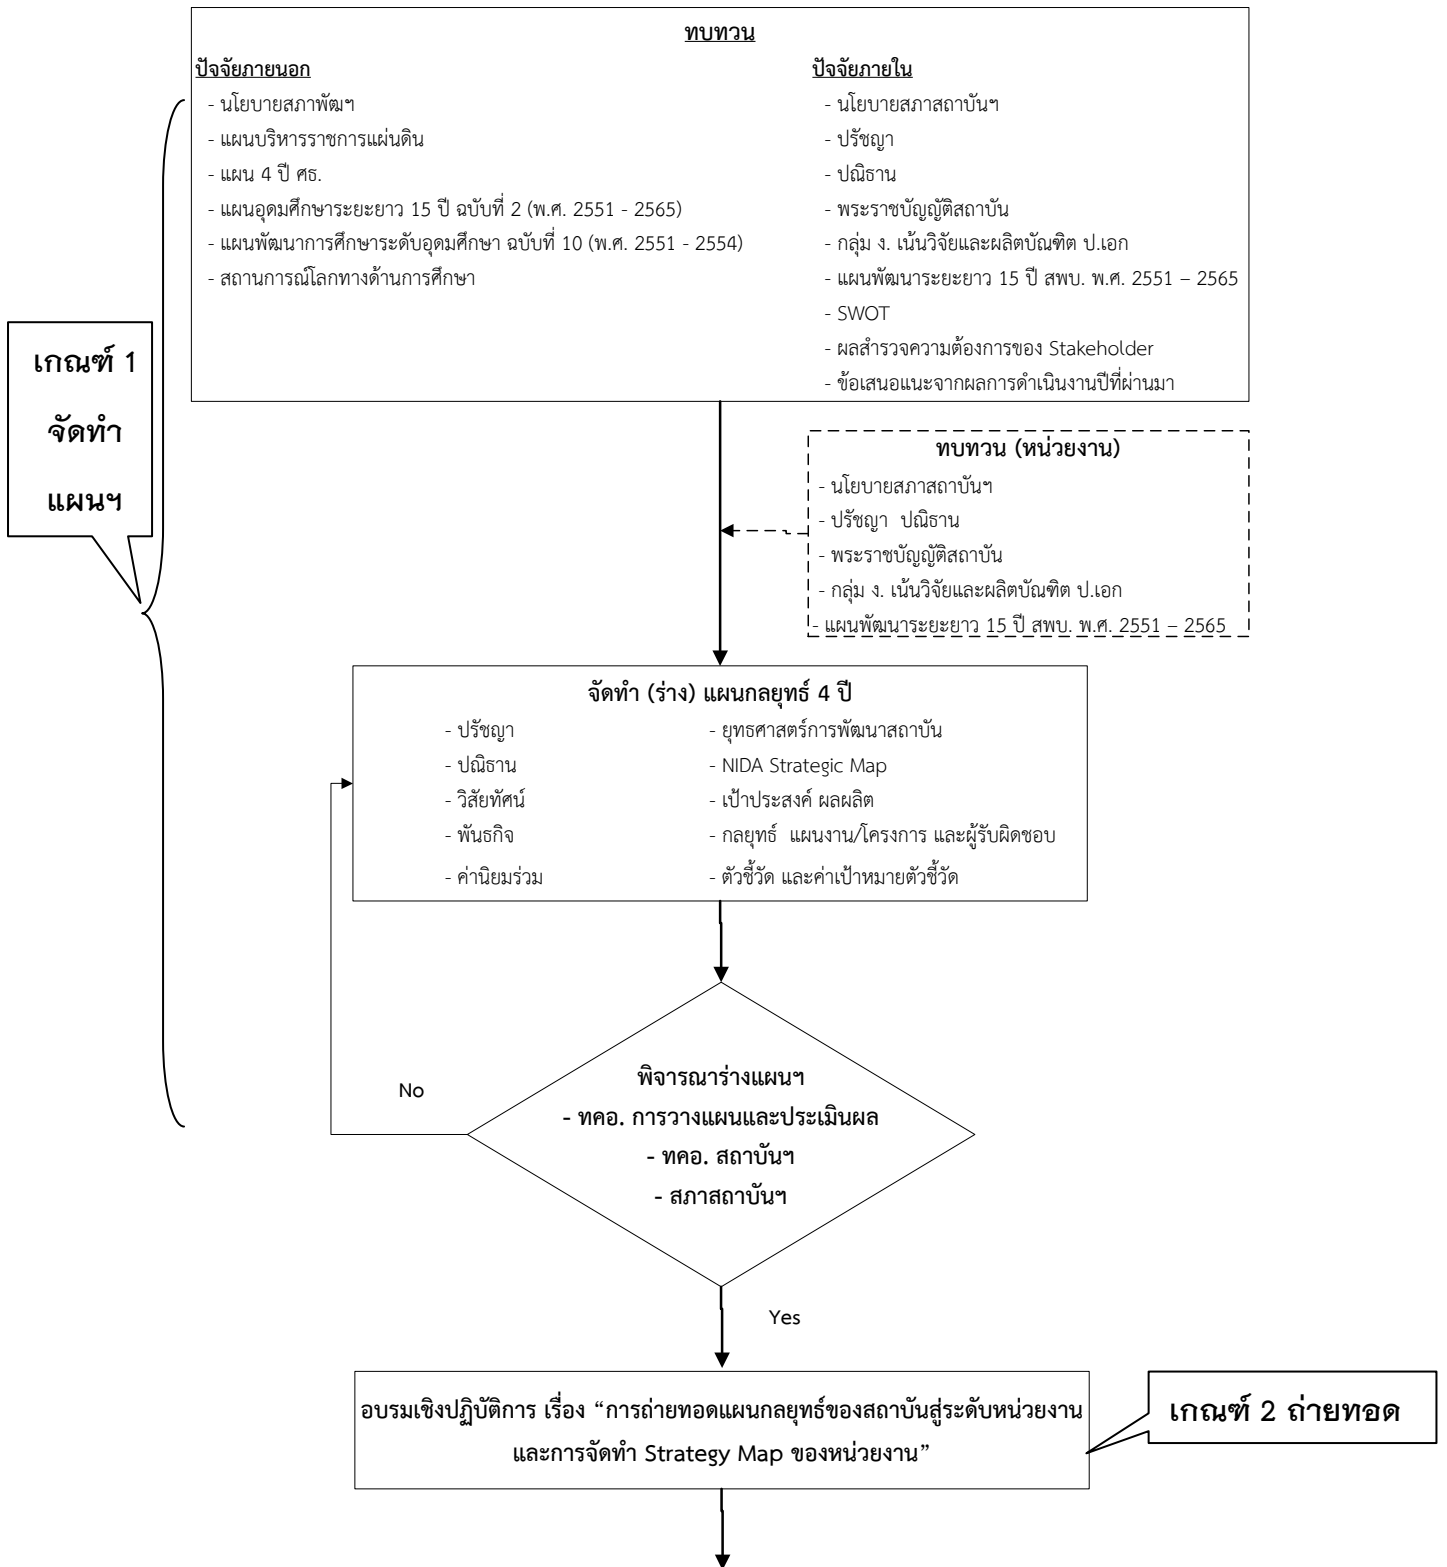 ทบทวน
ปัจจัยภายนอก
- นโยบายสภาพัฒฯ
- แผนบริหารราชการแผ่นดิน
- แผน 4 ปี ศธ.
- แผนอุดมศึกษาระยะยาว 15 ปี ฉบับที่ 2 (พ.ศ. 2551 - 2565)
- แผนพัฒนาการศึกษาระดับอุดมศึกษา ฉบับที่ 10 (พ.ศ. 2551 - 2554)
- สถานการณ์โลกทางด้านการศึกษา
ปัจจัยภายใน
- นโยบายสภาสถาบันฯ
- ปรัชญา
- ปณิธาน
- พระราชบัญญัติสถาบัน
- กลุ่ม ง. เน้นวิจัยและผลิตบัณฑิต ป.เอก
- แผนพัฒนาระยะยาว 15 ปี สพบ. พ.ศ. 2551 – 2565
- SWOT
- ผลสำรวจความต้องการของ Stakeholder
- ข้อเสนอแนะจากผลการดำเนินงานปีที่ผ่านมา
เกณฑ์ 1
จัดทำ
แผนฯ
ทบทวน (หน่วยงาน)
- นโยบายสภาสถาบันฯ
- ปรัชญา ปณิธาน
- พระราชบัญญัติสถาบัน
- กลุ่ม ง. เน้นวิจัยและผลิตบัณฑิต ป.เอก
- แผนพัฒนาระยะยาว 15 ปี สพบ. พ.ศ. 2551 – 2565
จัดทำ (ร่าง) แผนกลยุทธ์ 4 ปี
- ปรัชญา
- ปณิธาน
- วิสัยทัศน์
- พันธกิจ
- ค่านิยมร่วม
- ยุทธศาสตร์การพัฒนาสถาบัน
- NIDA Strategic Map
- เป้าประสงค์ ผลผลิต
- กลยุทธ์ แผนงาน/โครงการ และผู้รับผิดชอบ
- ตัวชี้วัด และค่าเป้าหมายตัวชี้วัด
No
พิจารณาร่างแผนฯ
- ทคอ. การวางแผนและประเมินผล
- ทคอ. สถาบันฯ
- สภาสถาบันฯ
Yes
อบรมเชิงปฏิบัติการ เรื่อง “การถ่ายทอดแผนกลยุทธ์ของสถาบันสู่ระดับหน่วยงาน
และการจัดทำ Strategy Map ของหน่วยงาน”
เกณฑ์ 2 ถ่ายทอด